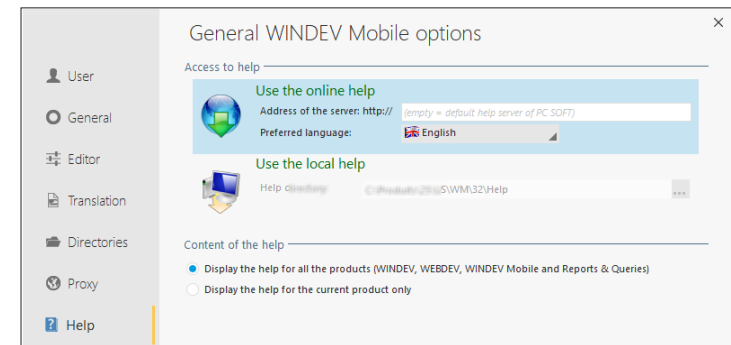 General WINDEV Mobile options
User
General
Editor
Translation
Directories
Proxy
Help
Access to help
Use the online help
Address of the server: http:// (empty = default help server of PC SOFT)
Preferred language: English
Use the local help
Help S\WM\32\Help ...
Content of the help
Display the help for all the products (WINDEV, WEBDEV, WINDEV Mobile and Reports & Queries)
Display the help for the current product only